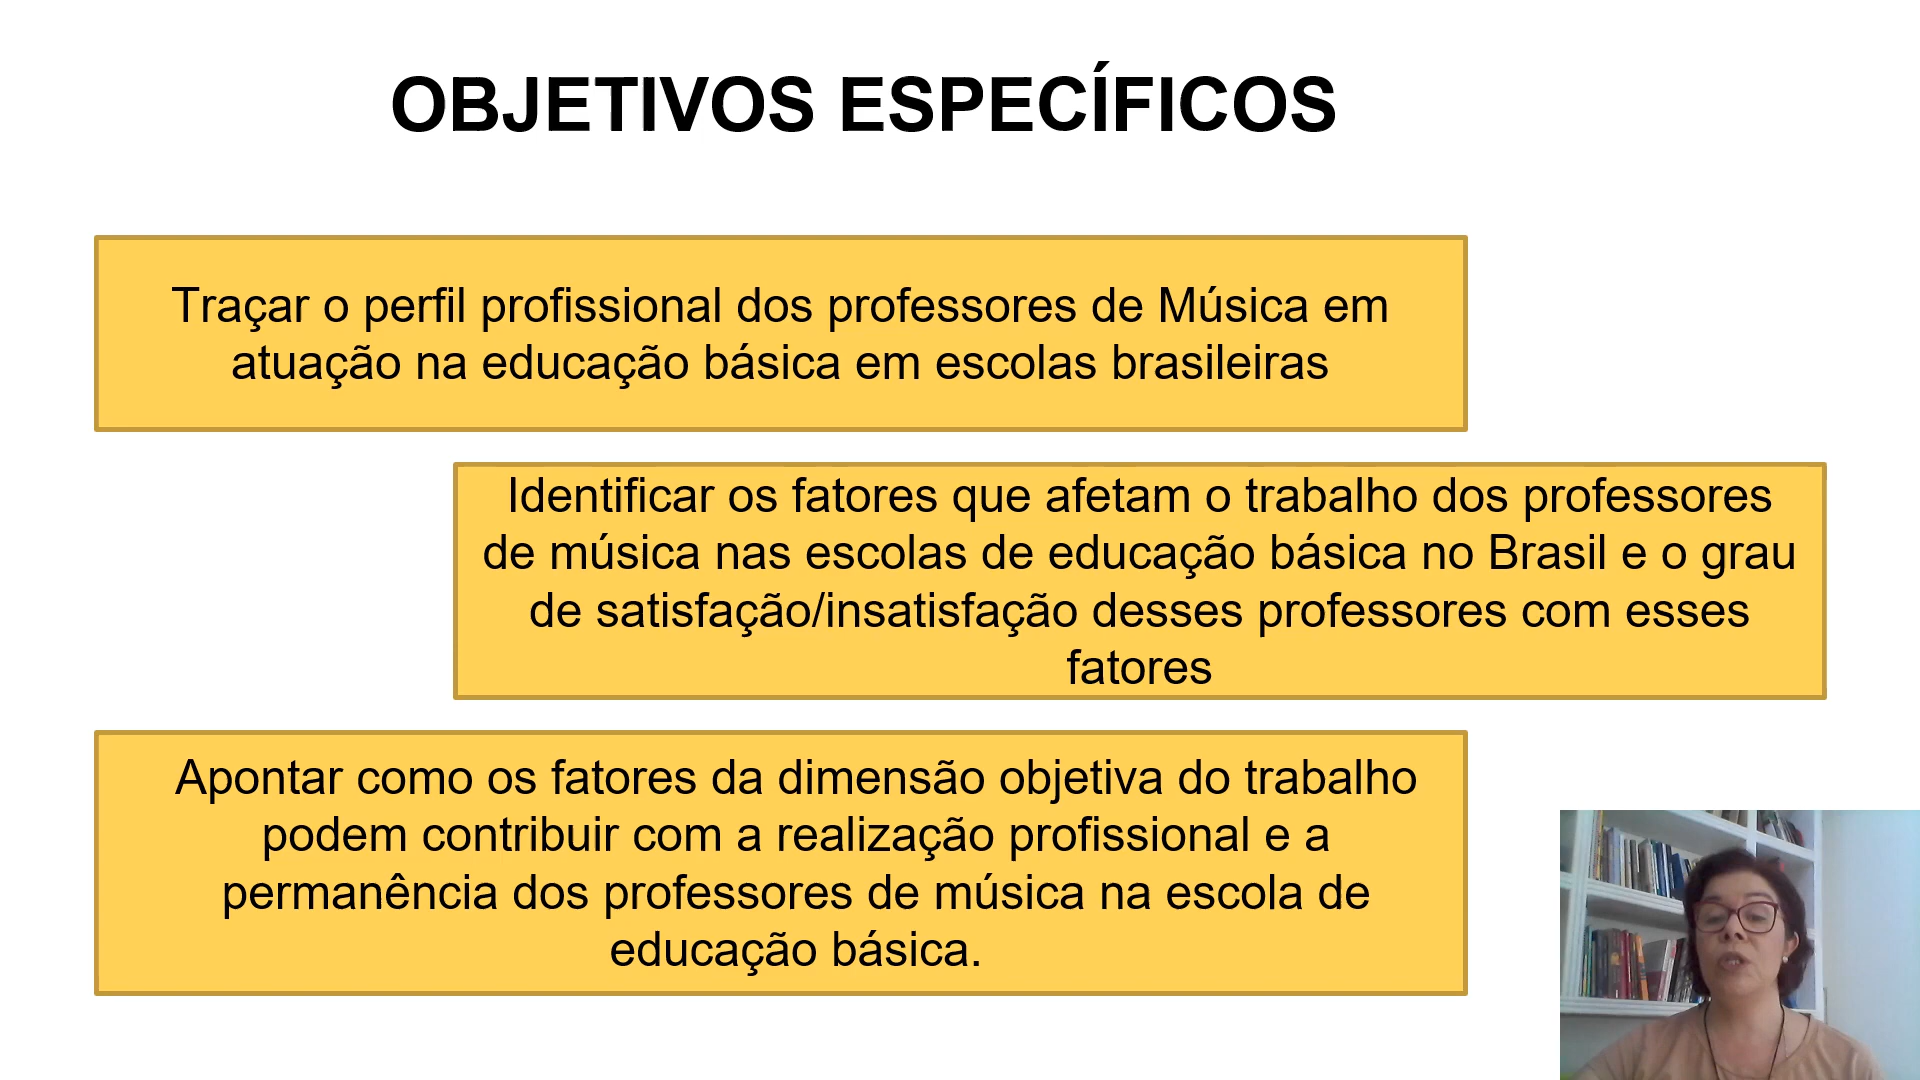 OBJETIVOS ESPECÍFICOS
Traçar o perfil profissional dos professores de Música em
atuação na educação básica em escolas brasileiras
Identificar os fatores que afetam o trabalho dos professores
de música nas escolas de educação básica no Brasil e o grau
de satisfação/insatisfação desses professores com esses
fatores
Apontar como os fatores da dimensão objetiva do trabalho
podem contribuir com a realização profissional e a
permanência dos professores de música na escola de
educação básica.